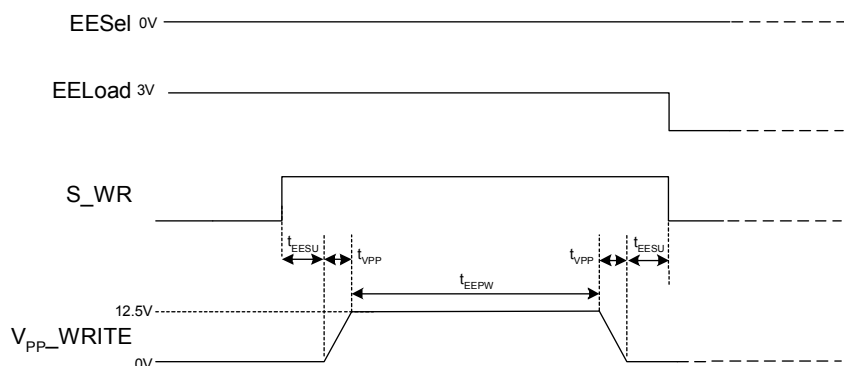 EESel 0V
EELoad 3V
S_WR
tEESU tVPP tVPP tEESU
tEEPW
12.5V
VPP_WRITE
0V